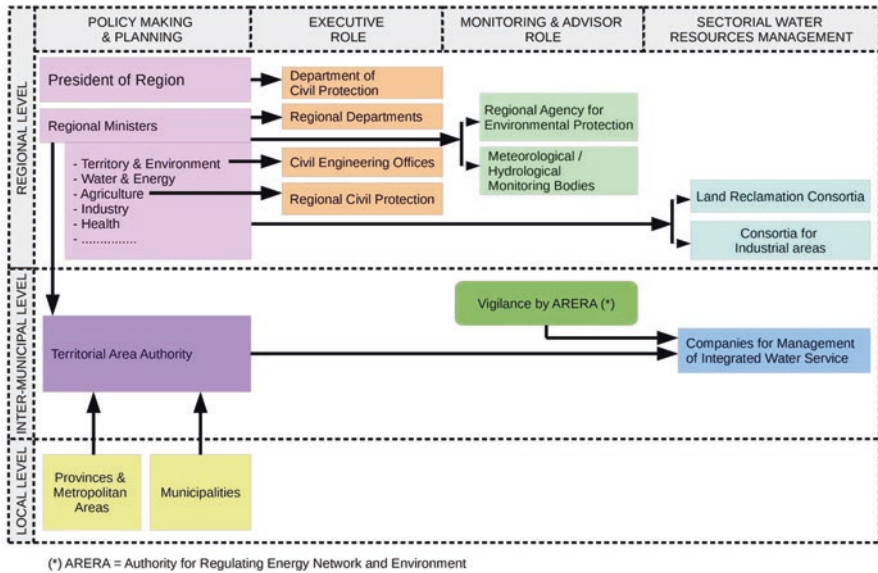 POLICY MAKING
& PLANNING
EXECUTIVE
ROLE
MONITORING & ADVISOR
ROLE
SECTORIAL WATER
RESOURCES MANAGEMENT
REGIONAL LEVEL
President of Region
Department of
Civil Protection
Regional Ministers
Regional Departments
Regional Agency for
Environmental Protection
- Territory & Environment
- Water & Energy
- Agriculture
- Industry
- Health
- ...............
Civil Engineering Offices
Meteorological /
Hydrological
Monitoring Bodies
Regional Civil Protection
Land Reclamation Consortia
Consortia for
Industrial areas
INTER-MUNICIPAL LEVEL
Vigilance by ARERA (*)
Territorial Area Authority
Companies for Management
of Integrated Water Service
LOCAL LEVEL
Provinces &
Metropolitan
Areas
Municipalities
(*) ARERA = Authority for Regulating Energy Network and Environment